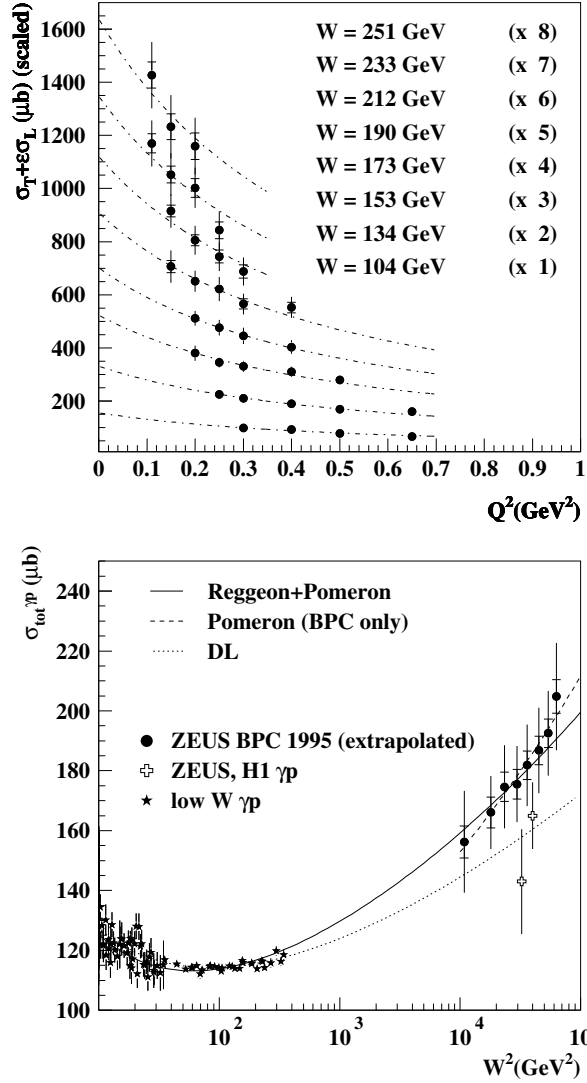 σT+εσL (μb) (scaled)
1600
1400
1200
1000
800
600
400
200
W = 251 GeV (x 8)
W = 233 GeV (x 7)
W = 212 GeV (x 6)
W = 190 GeV (x 5)
W = 173 GeV (x 4)
W = 153 GeV (x 3)
W = 134 GeV (x 2)
W = 104 GeV (x 1)
0 0.1 0.2 0.3 0.4 0.5 0.6 0.7 0.8 0.9 1
Q²(GeV²)
σtot γp (μb)
240
220
200
180
160
140
120
100
Reggeon+Pomeron
Pomeron (BPC only)
DL
ZEUS BPC 1995 (extrapolated)
ZEUS, H1 γp
low W γp
10² 10³ 10⁴
W²(GeV²)